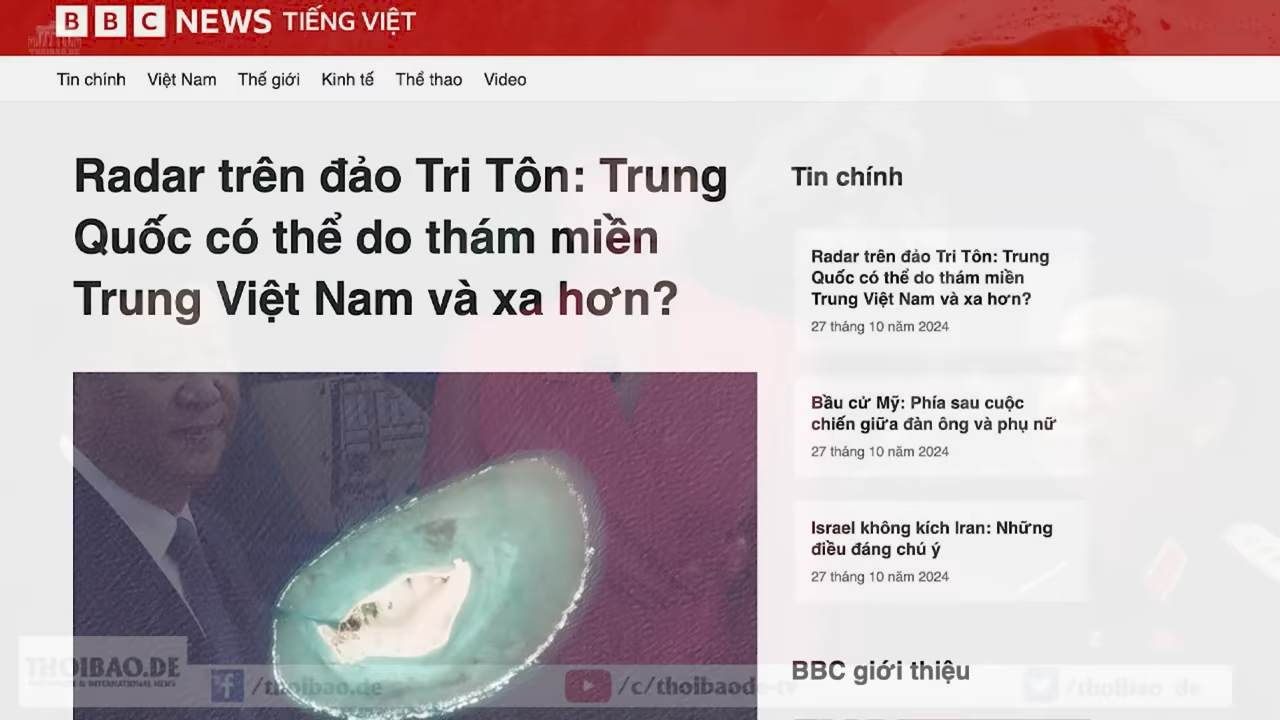 BBC NEWS TIẾNG VIỆT
THOIBAO.DE
Tin chính Việt Nam Thế giới Kinh tế Thể thao Video
Radar trên đảo Tri Tôn: Trung
Quốc có thể do thám miền
Trung Việt Nam và xa hơn?
Tin chính
Radar trên đảo Tri Tôn: Trung
Quốc có thể do thám miền
Trung Việt Nam và xa hơn?
27 tháng 10 năm 2024
Bầu cử Mỹ: Phía sau cuộc
chiến giữa đàn ông và phụ nữ
27 tháng 10 năm 2024
Israel không kích Iran: Những
điều đáng chú ý
27 tháng 10 năm 2024
BBC giới thiệu
THOIBAO.DE
& INTERNATIONAL NEWS
/thoibao.de
/c/thoibaode-tv
/thoibao_de